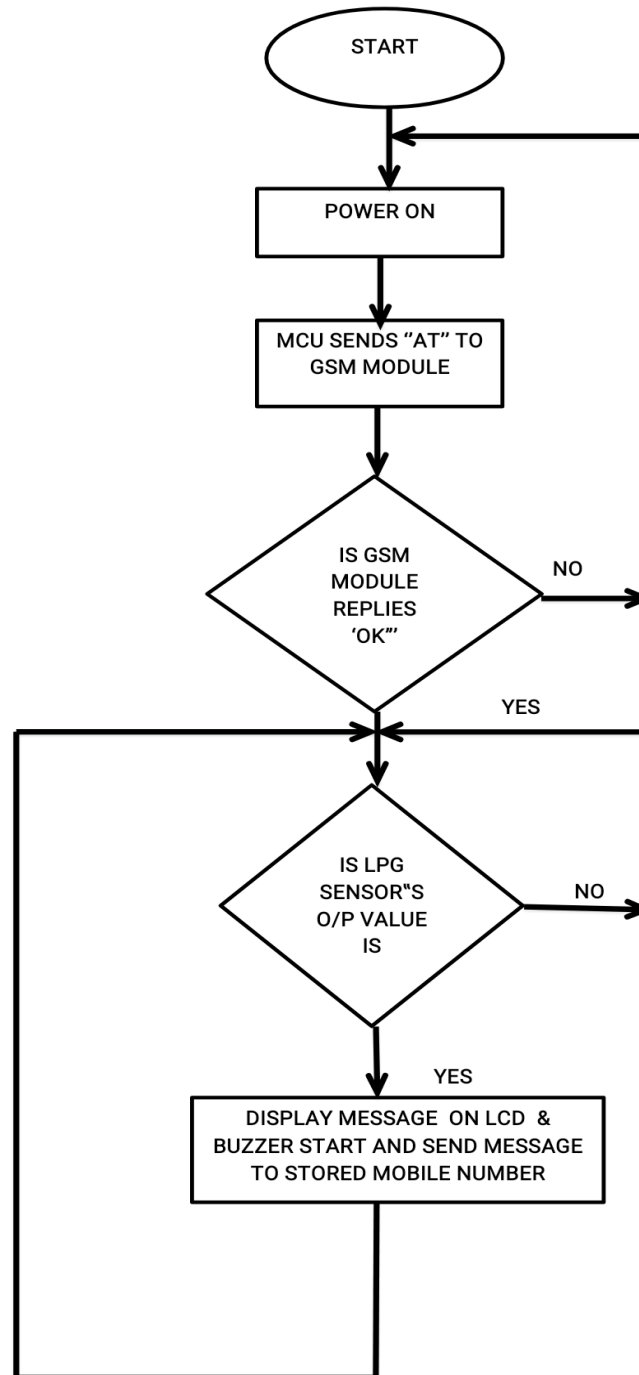 START
POWER ON
MCU SENDS “AT” TO
GSM MODULE
IS GSM
MODULE
REPLIES
‘OK”’
NO
YES
IS LPG
SENSOR‟S
O/P VALUE
IS
NO
YES
DISPLAY MESSAGE ON LCD &
BUZZER START AND SEND MESSAGE
TO STORED MOBILE NUMBER